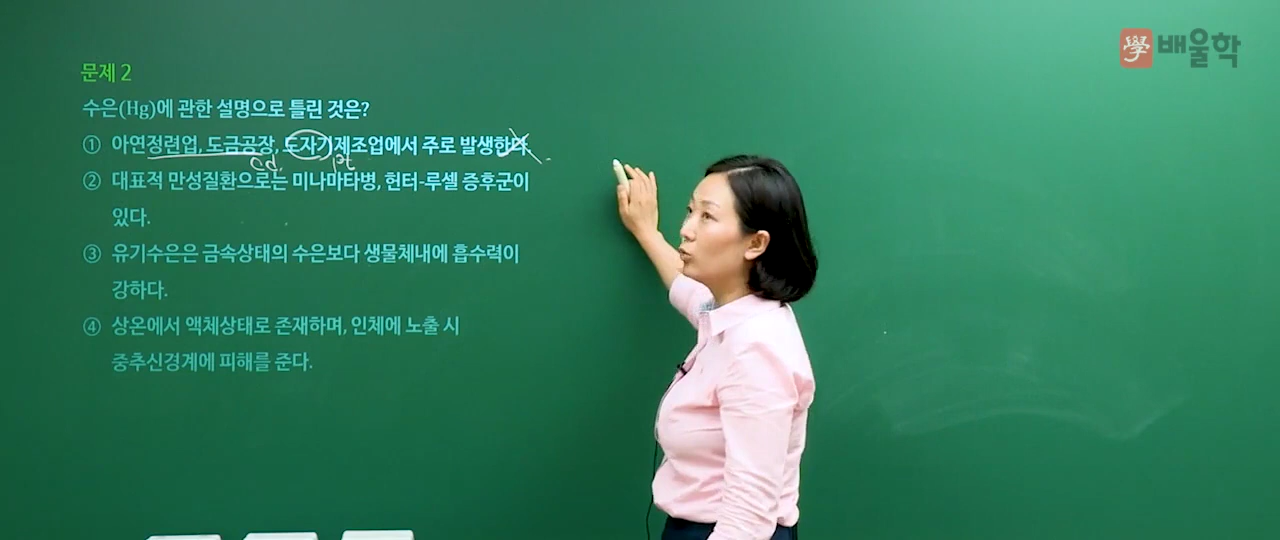 學 배울학
문제 2
수은(Hg)에 관한 설명으로 틀린 것은?
① 아연정련업, 도금공장, 도자기제조업에서 주로 발생한다.
Cd.
② 대표적 만성질환으로는 미나마타병, 헌터-루셀 증후군이
있다.
③ 유기수은은 금속상태의 수은보다 생물체내에 흡수력이
강하다.
④ 상온에서 액체상태로 존재하며, 인체에 노출 시
중추신경계에 피해를 준다.